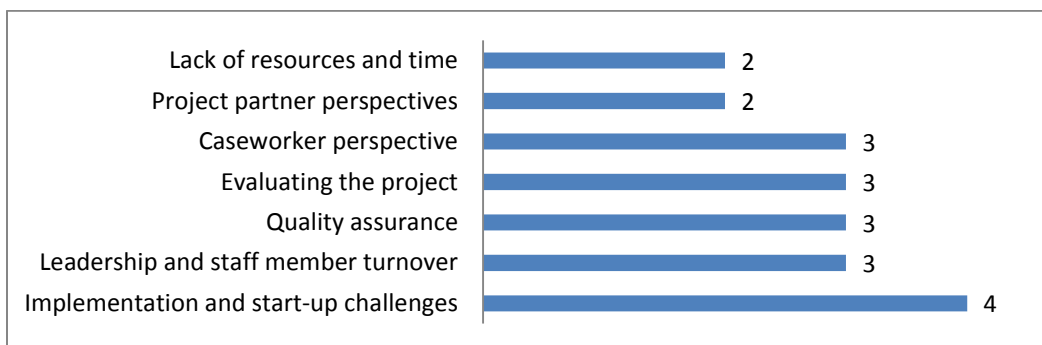 Lack of resources and time 2
Project partner perspectives 2
Caseworker perspective 3
Evaluating the project 3
Quality assurance 3
Leadership and staff member turnover 3
Implementation and start-up challenges 4